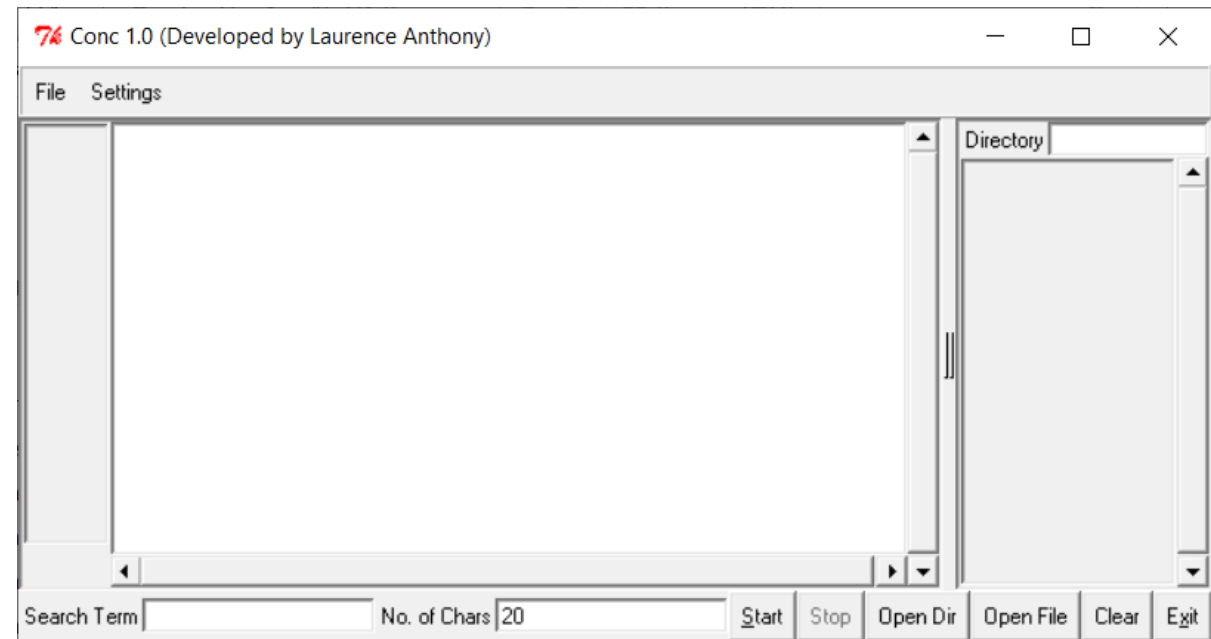 Conc 1.0 (Developed by Laurence Anthony)
File Settings
Directory
Search Term No. of Chars 20 Start Stop Open Dir Open File Clear Exit